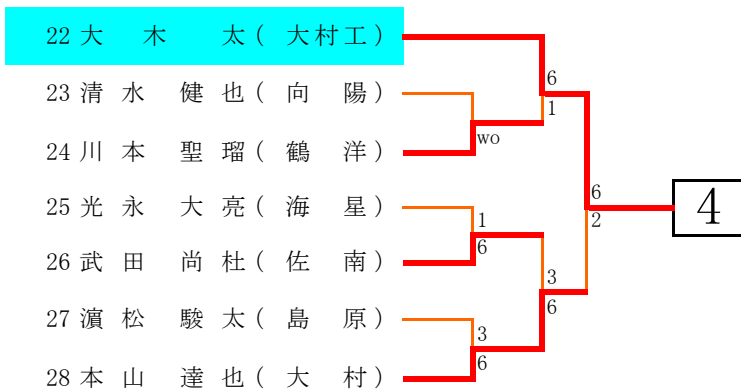 22 大 木 太 ( 大村工 )
6
23 清 水 健 也 ( 向 陽 )
1
wo
24 川 本 聖 瑠 ( 鶴 洋 )
6
4
25 光 永 大 亮 ( 海 星 )
1
2
6
26 武 田 尚 杜 ( 佐 南 )
3
6
27 濵 松 駿 太 ( 島 原 )
3
6
28 本 山 達 也 ( 大 村 )